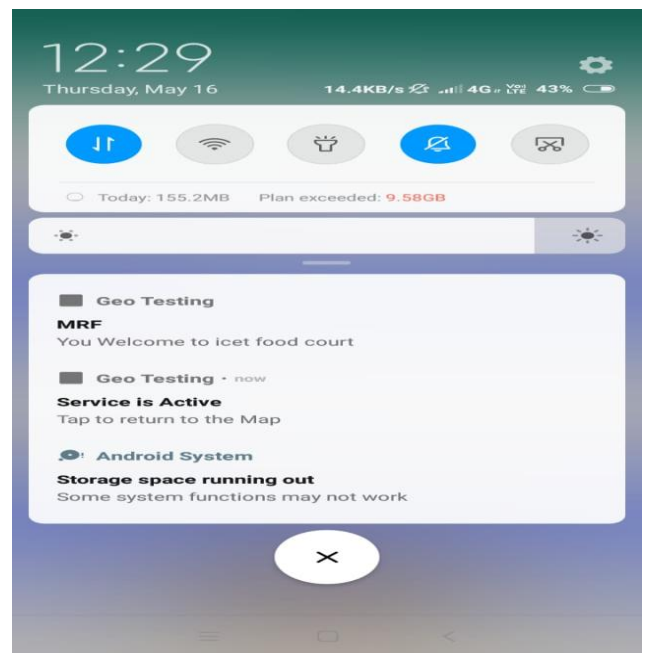 12:29
Thursday, May 16
14.4KB/s 4G VoLTE 43%
Today: 155.2MB Plan exceeded: 9.58GB
Geo Testing
MRF
You Welcome to icet food court
Geo Testing • now
Service is Active
Tap to return to the Map
Android System
Storage space running out
Some system functions may not work